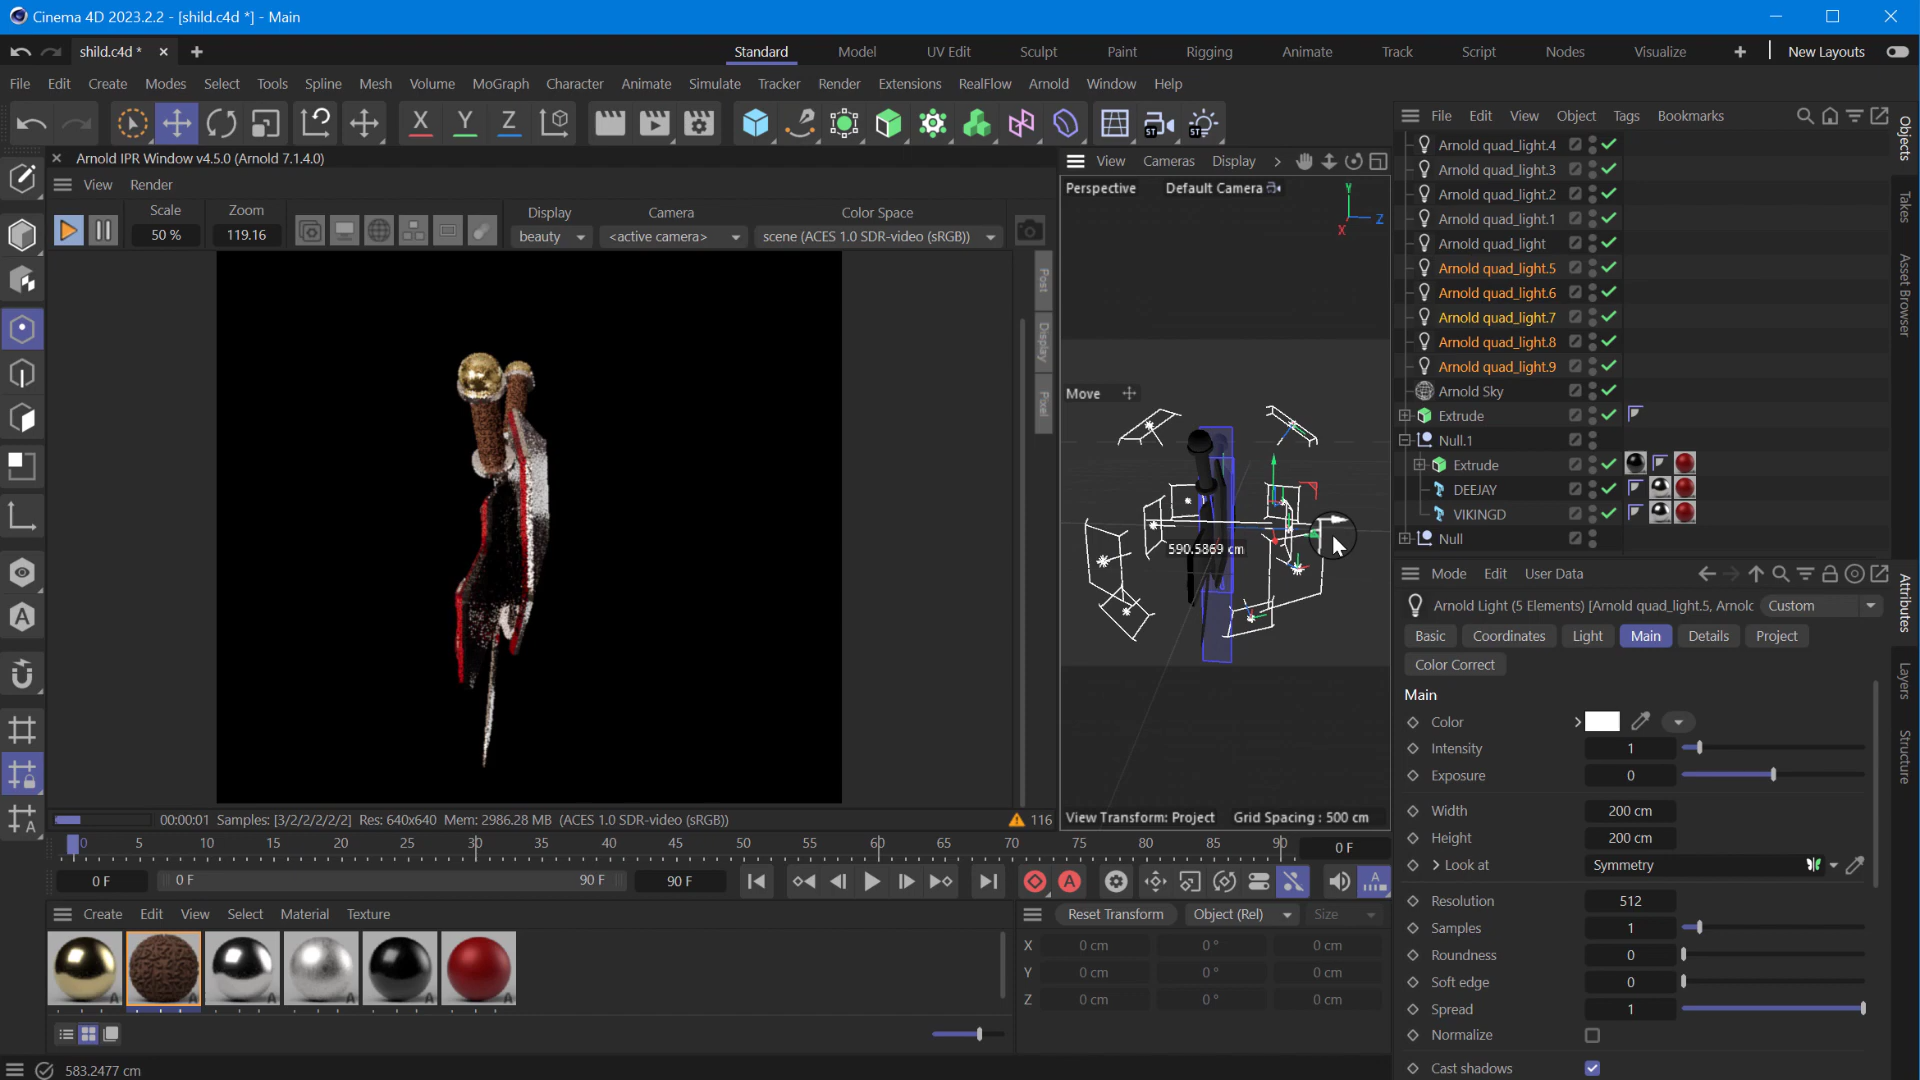 Cinema 4D 2023.2.2 - [shild.c4d *] - Main
shild.c4d *
Standard Model UV Edit Sculpt Paint Rigging Animate Track Script Nodes Visualize New Layouts
File Edit Create Modes Select Tools Spline Mesh Volume MoGraph Character Animate Simulate Tracker Render Extensions RealFlow Arnold Window Help
X Y Z ST ST
Arnold IPR Window v4.5.0 (Arnold 7.1.4.0)
View Render
Scale Zoom Display Camera Color Space
50 % 119.16 beauty <active camera> scene (ACES 1.0 SDR-video (sRGB))
Post
Display
Pixel
00:00:01 Samples: [3/2/2/2/2/2] Res: 640x640 Mem: 2986.28 MB (ACES 1.0 SDR-video (sRGB))
116
View Cameras Display
Perspective Default Camera
Y
Z
X
Move
590.5869 cm
View Transform: Project Grid Spacing : 500 cm
File Edit View Object Tags Bookmarks
Arnold quad_light.4
Arnold quad_light.3
Arnold quad_light.2
Arnold quad_light.1
Arnold quad_light
Arnold quad_light.5
Arnold quad_light.6
Arnold quad_light.7
Arnold quad_light.8
Arnold quad_light.9
Arnold Sky
Extrude
Null.1
Extrude
DEEJAY
VIKINGD
Null
Objects
Takes
Asset Browser
Mode Edit User Data
Arnold Light (5 Elements) [Arnold quad_light.5, Arnolc Custom
Basic Coordinates Light Main Details Project
Color Correct
Main
Color
Intensity 1
Exposure 0
Width 200 cm
Height 200 cm
Look at Symmetry
Resolution 512
Samples 1
Roundness 0
Soft edge 0
Spread 1
Normalize
Cast shadows
Attributes
Layers
Structure
0 5 10 15 20 25 30 35 40 45 50 55 60 65 70 75 80 85 90 0 F
0 F 0 F 90 F 90 F
Create Edit View Select Material Texture
Reset Transform Object (Rel) Size
X 0 cm 0 ° 0 cm
Y 0 cm 0 ° 0 cm
Z 0 cm 0 ° 0 cm
583.2477 cm